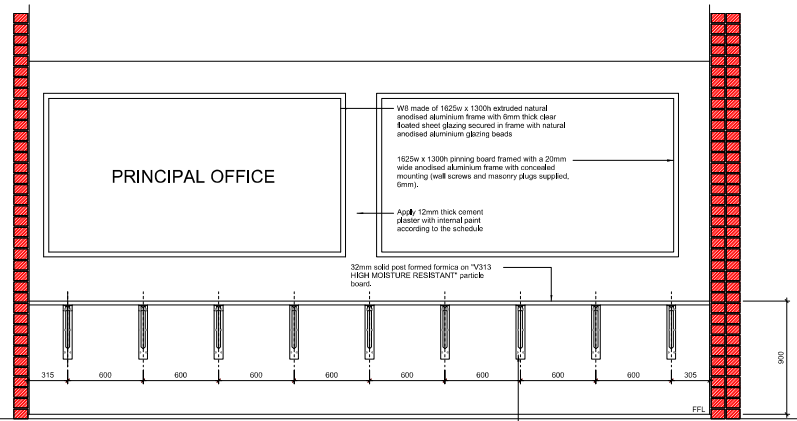 W8 made of 1625w x 1300h extruded natural
anodised aluminium frame with 6mm thick clear
floated sheet glazing secured in frame with natural
anodised aluminium glazing beads
1625w x 1300h pinning board framed with a 20mm
wide anodised aluminium frame with concealed
mounting (wall screws and masonry plugs supplied,
6mm).
PRINCIPAL OFFICE
Apply 12mm thick cement
plaster with internal paint
according to the schedule
32mm solid post formed formica on "V313
HIGH MOISTURE RESISTANT" particle
board.
315 600 600 600 600 600 600 600 600 305
900
FFL